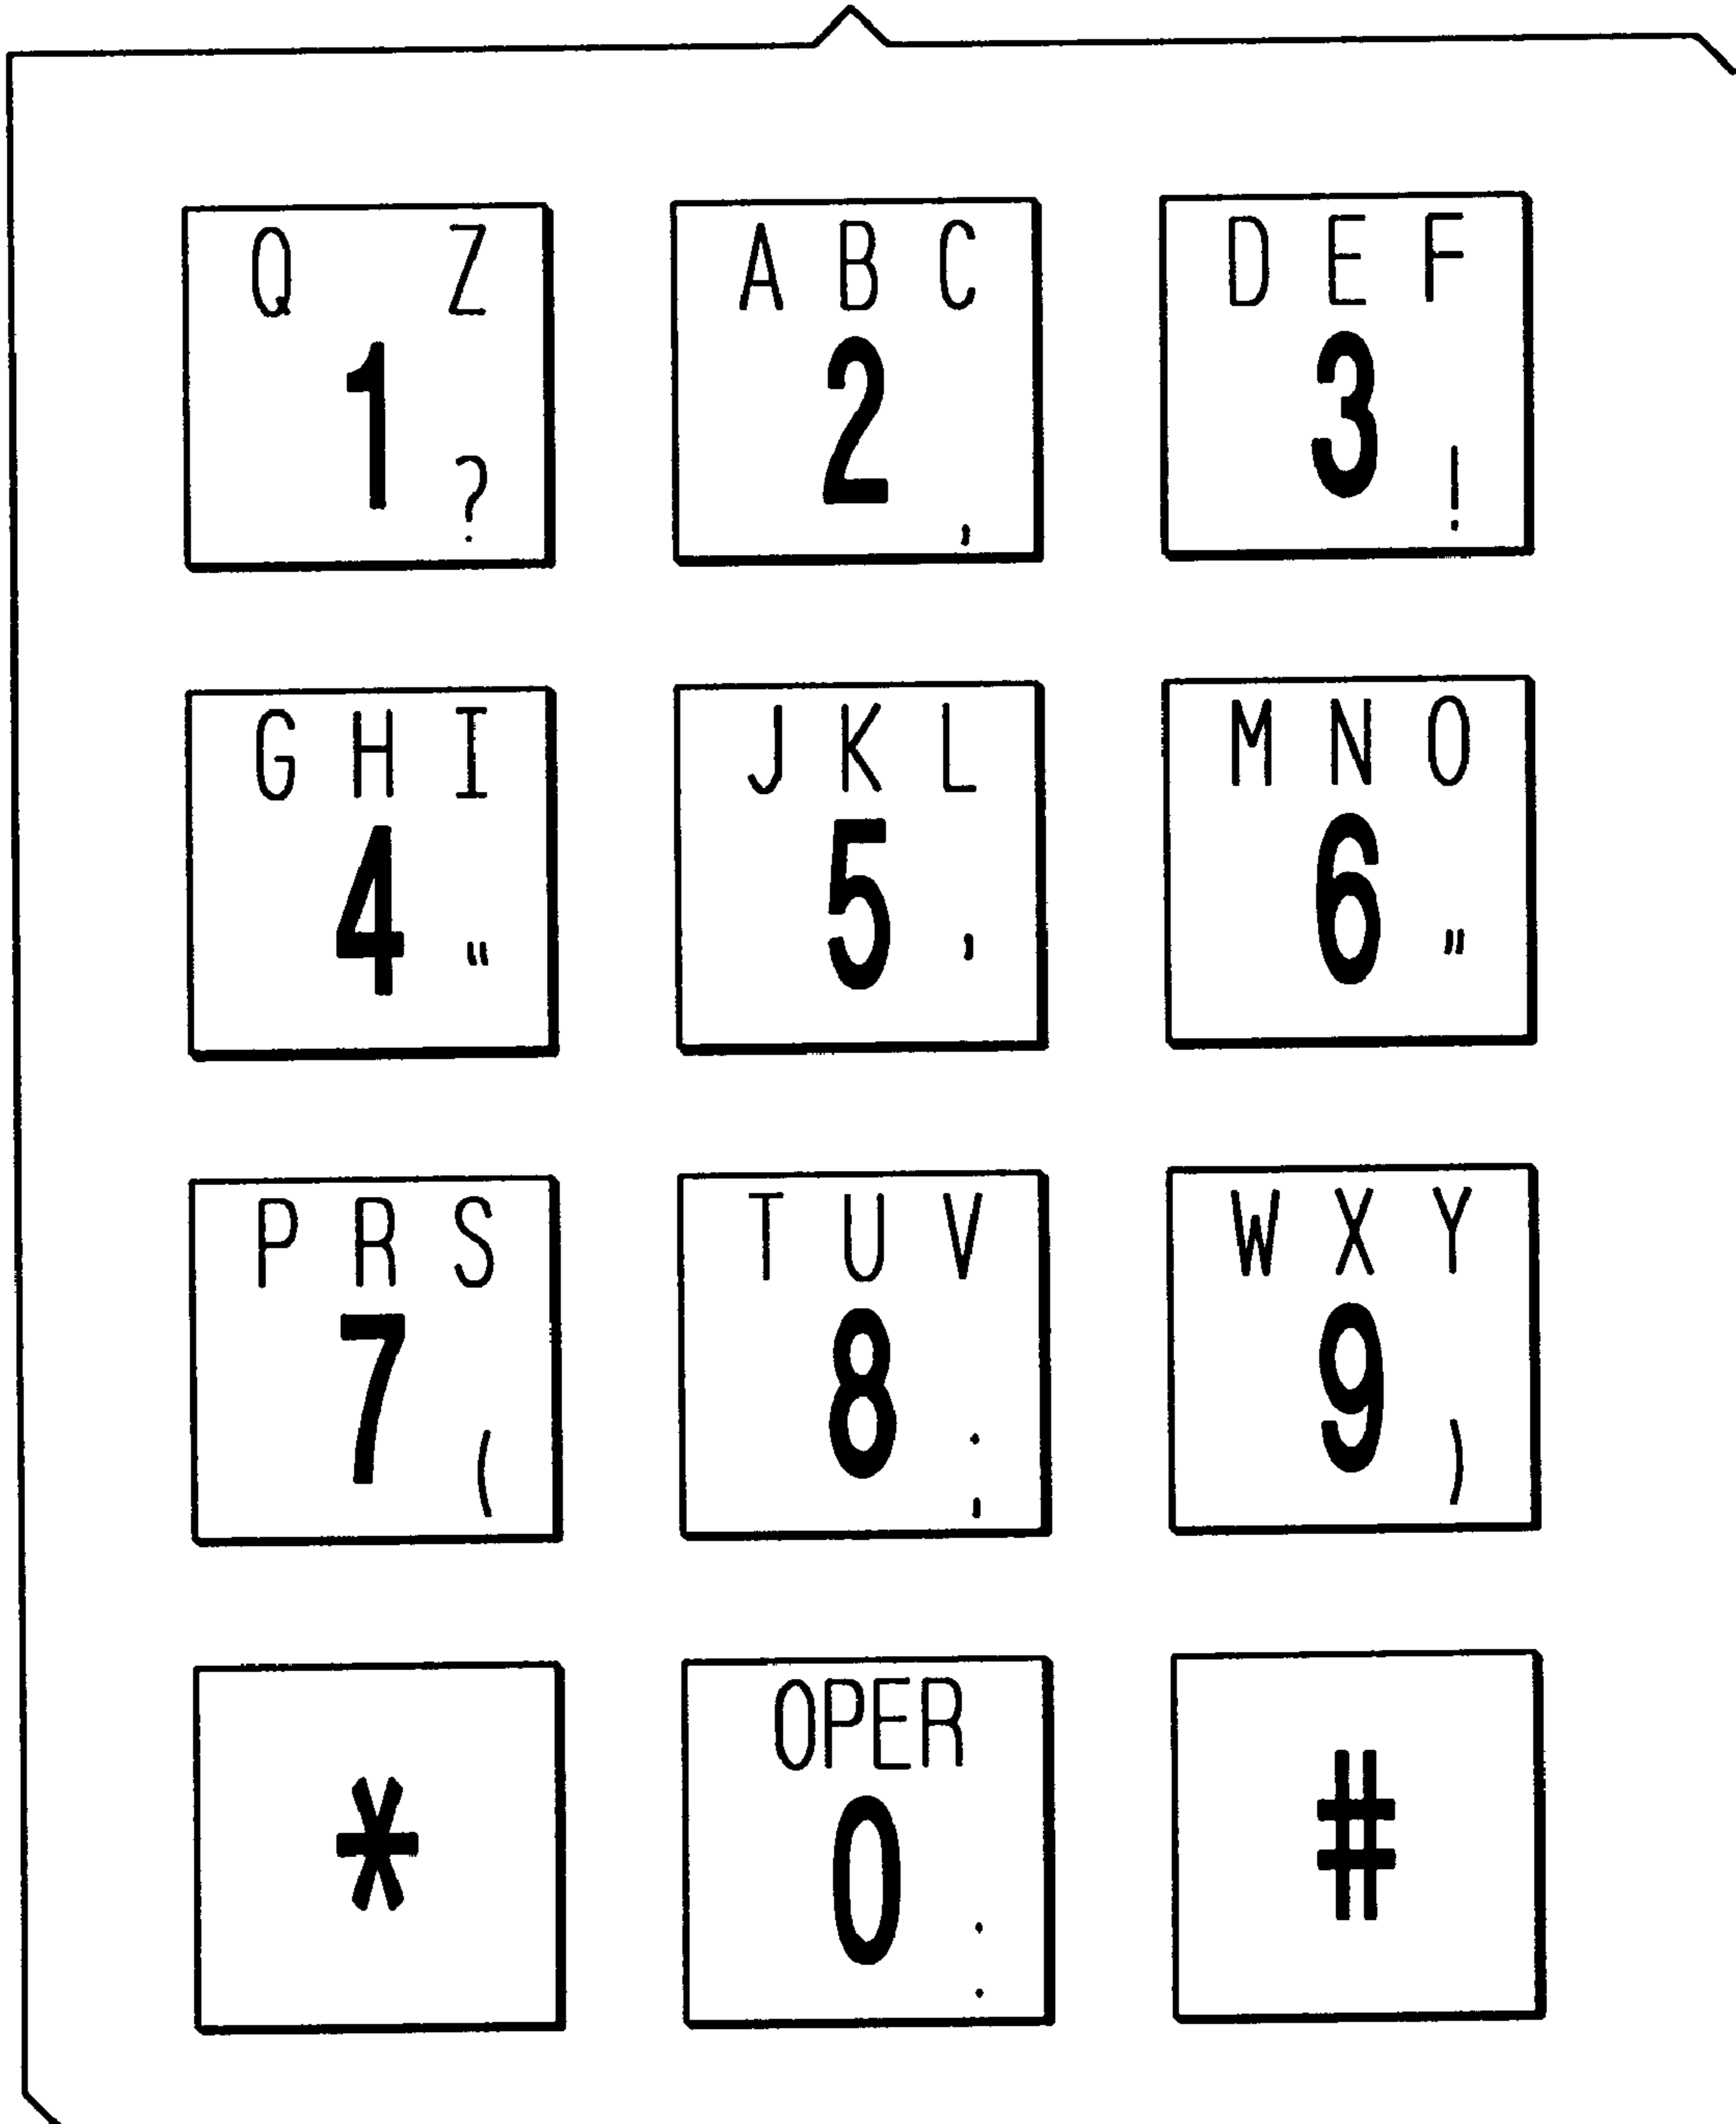 Q Z A B C D E F
1 2 3
? , !
G H I J K L M N O
4 5 6
“ ’ ”
P R S T U V W X Y
7 8 9
( ; )
OPER
* 0 #
: